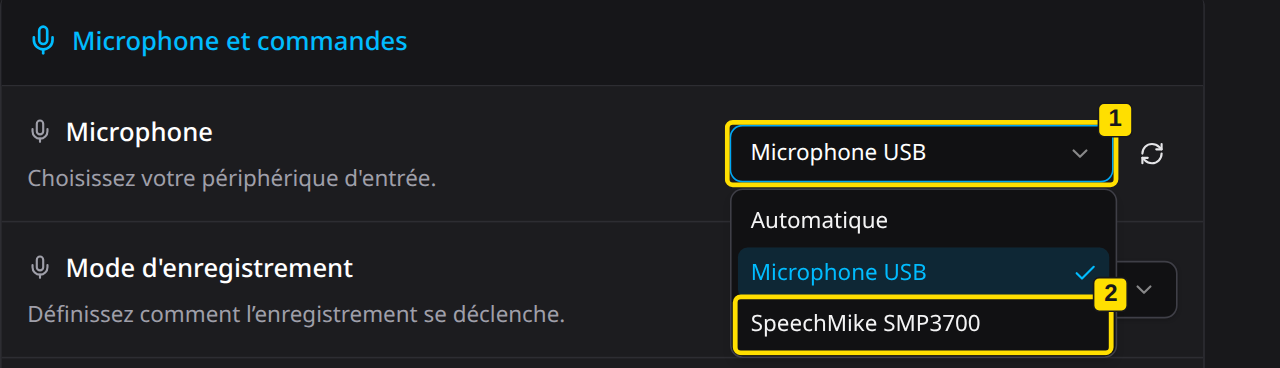 Microphone et commandes
Microphone
Choisissez votre périphérique d'entrée.
Microphone USB
1
Automatique
Microphone USB
Mode d'enregistrement
Définissez comment l’enregistrement se déclenche.
2
SpeechMike SMP3700